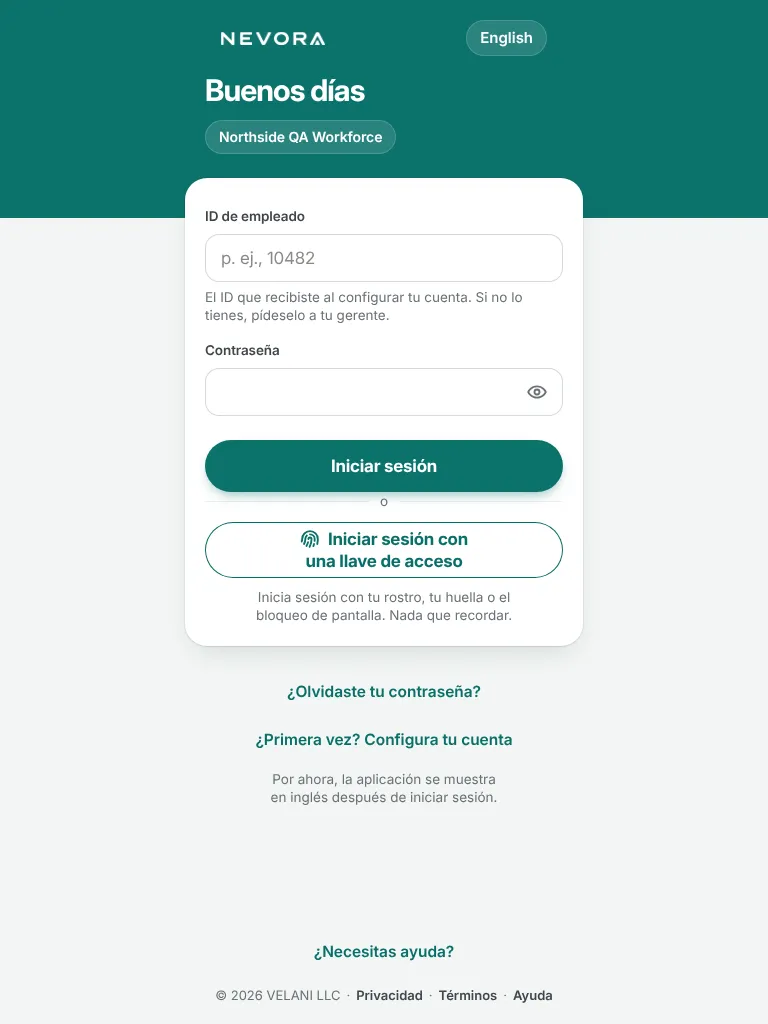 NEVORA
English
Buenos días
Northside QA Workforce
ID de empleado
p. ej., 10482
El ID que recibiste al configurar tu cuenta. Si no lo
tienes, pídeselo a tu gerente.
Contraseña
Iniciar sesión
o
Iniciar sesión con
una llave de acceso
Inicia sesión con tu rostro, tu huella o el
bloqueo de pantalla. Nada que recordar.
¿Olvidaste tu contraseña?
¿Primera vez? Configura tu cuenta
Por ahora, la aplicación se muestra
en inglés después de iniciar sesión.
¿Necesitas ayuda?
© 2026 VELANI LLC · Privacidad · Términos · Ayuda